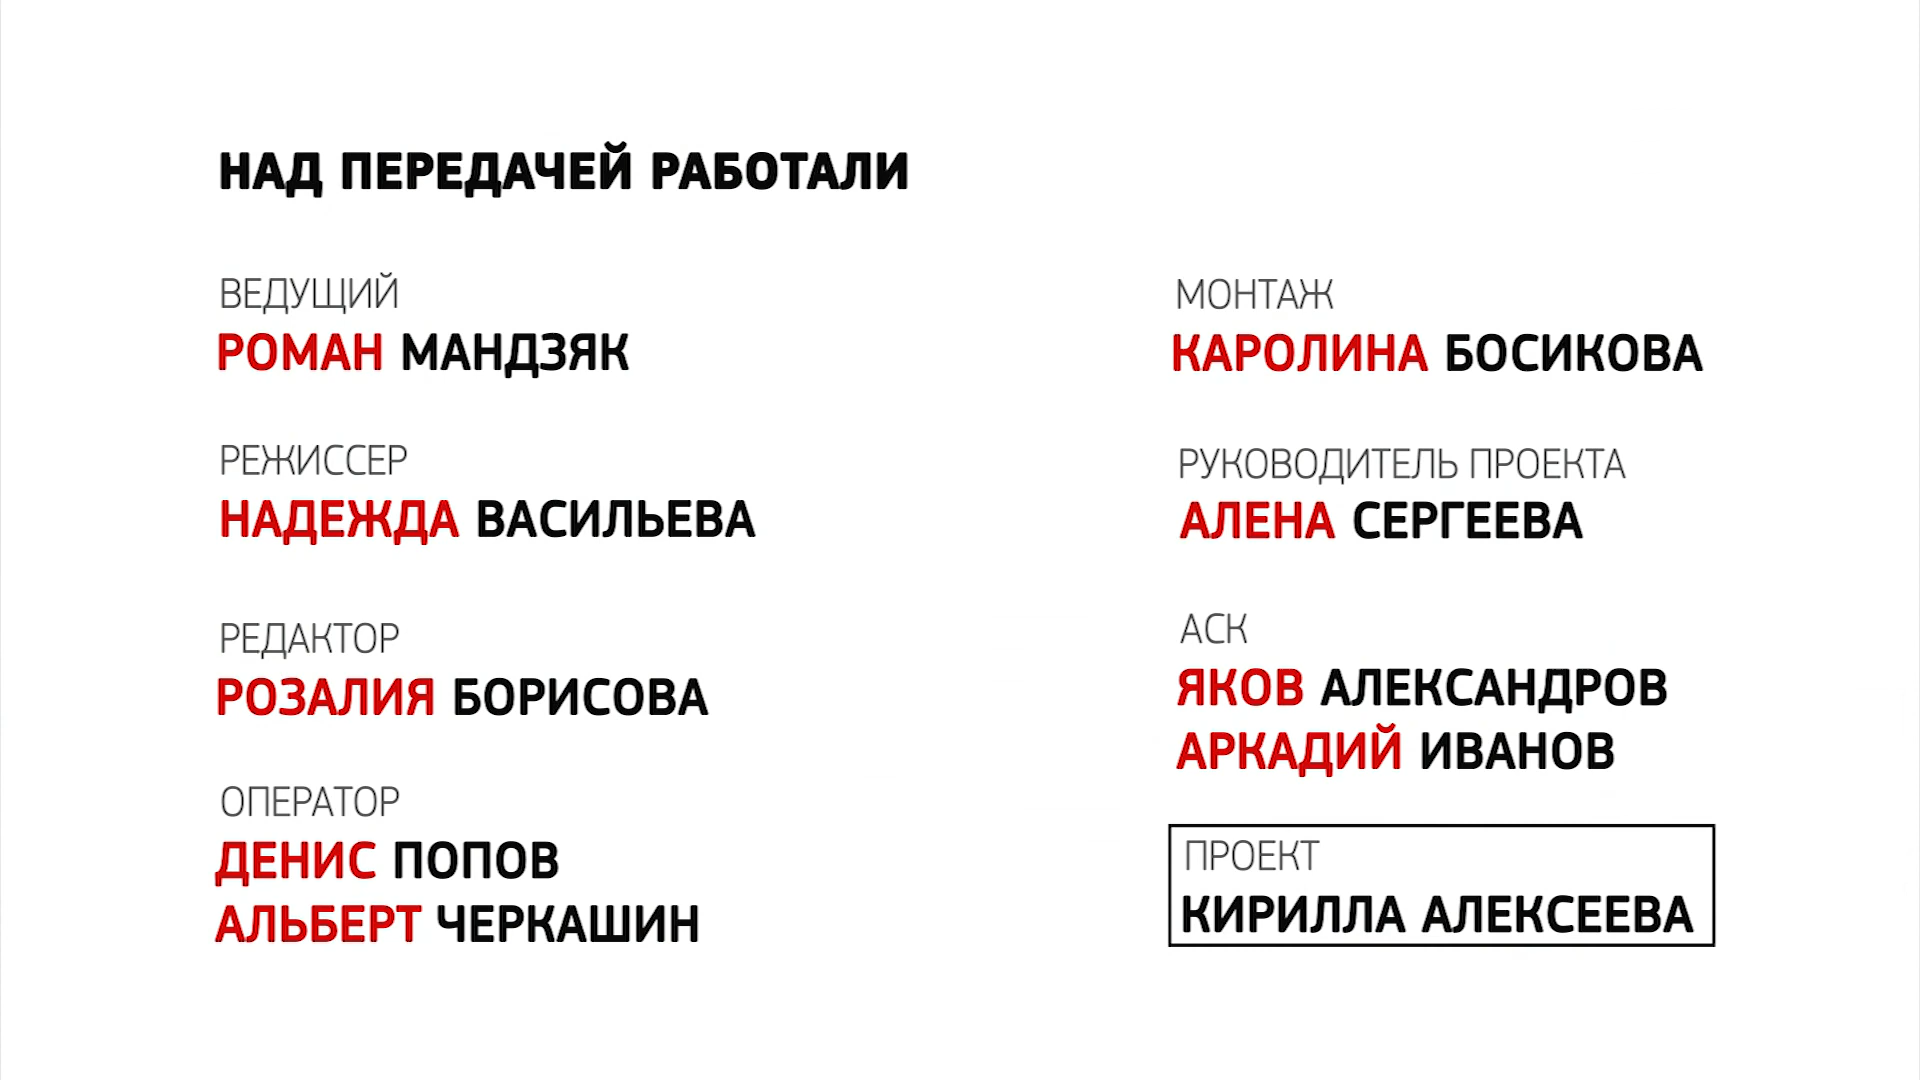 НАД ПЕРЕДАЧЕЙ РАБОТАЛИ
ВЕДУЩИЙ
РОМАН МАНДЗЯК
РЕЖИССЕР
НАДЕЖДА ВАСИЛЬЕВА
РЕДАКТОР
РОЗАЛИЯ БОРИСОВА
ОПЕРАТОР
ДЕНИС ПОПОВ
АЛЬБЕРТ ЧЕРКАШИН
МОНТАЖ
КАРОЛИНА БОСИКОВА
РУКОВОДИТЕЛЬ ПРОЕКТА
АЛЕНА СЕРГЕЕВА
АСК
ЯКОВ АЛЕКСАНДРОВ
АРКАДИЙ ИВАНОВ
ПРОЕКТ
КИРИЛЛА АЛЕКСЕЕВА